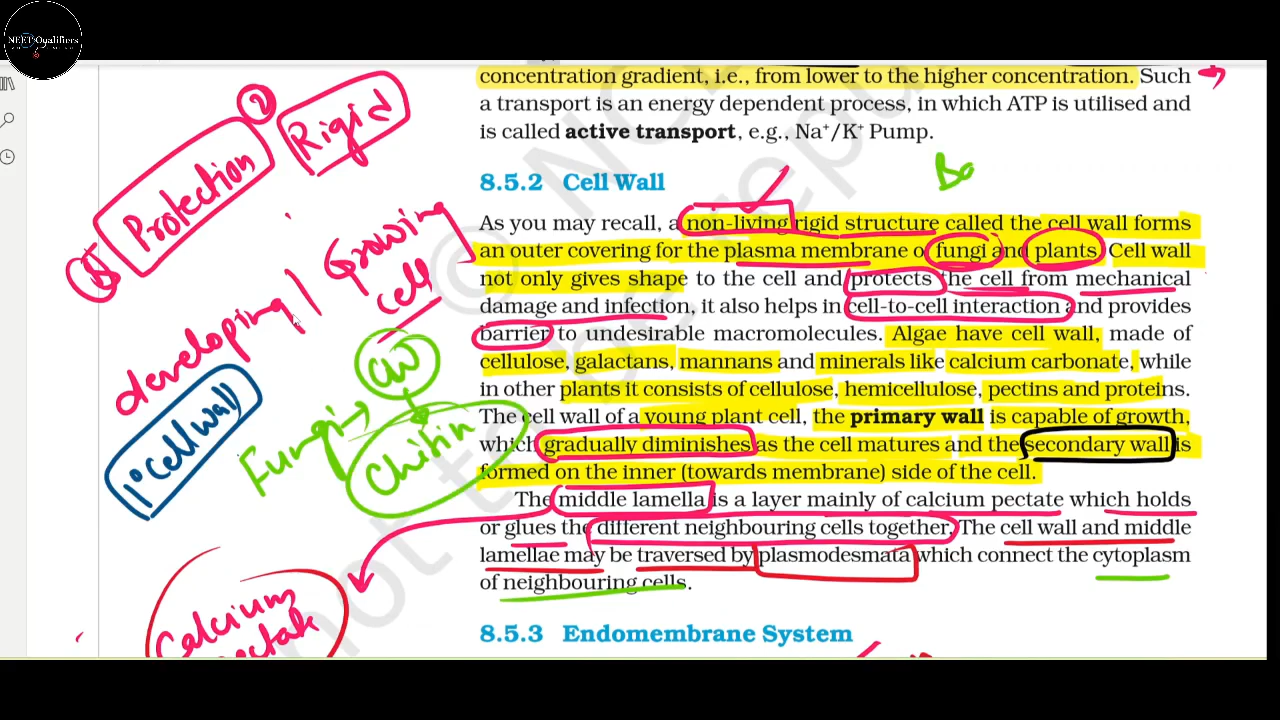 NEET Qualifiers
concentration gradient, i.e., from lower to the higher concentration. Such
a transport is an energy dependent process, in which ATP is utilised and
is called active transport, e.g., Na⁺/K⁺ Pump.
8.5.2 Cell Wall
As you may recall, a non-living rigid structure called the cell wall forms
an outer covering for the plasma membrane of fungi and plants. Cell wall
not only gives shape to the cell and protects the cell from mechanical
damage and infection, it also helps in cell-to-cell interaction and provides
barrier to undesirable macromolecules. Algae have cell wall, made of
cellulose, galactans, mannans and minerals like calcium carbonate, while
in other plants it consists of cellulose, hemicellulose, pectins and proteins.
The cell wall of a young plant cell, the primary wall is capable of growth,
which gradually diminishes as the cell matures and the secondary wall is
formed on the inner (towards membrane) side of the cell.
The middle lamella is a layer mainly of calcium pectate which holds
or glues the different neighbouring cells together. The cell wall and middle
lamellae may be traversed by plasmodesmata which connect the cytoplasm
of neighbouring cells.
8.5.3 Endomembrane System
② Rigid
① Protection
Growing
cell
developing
1° Cell wall
CW
Fungi →
Chitin
Calcium
Bo